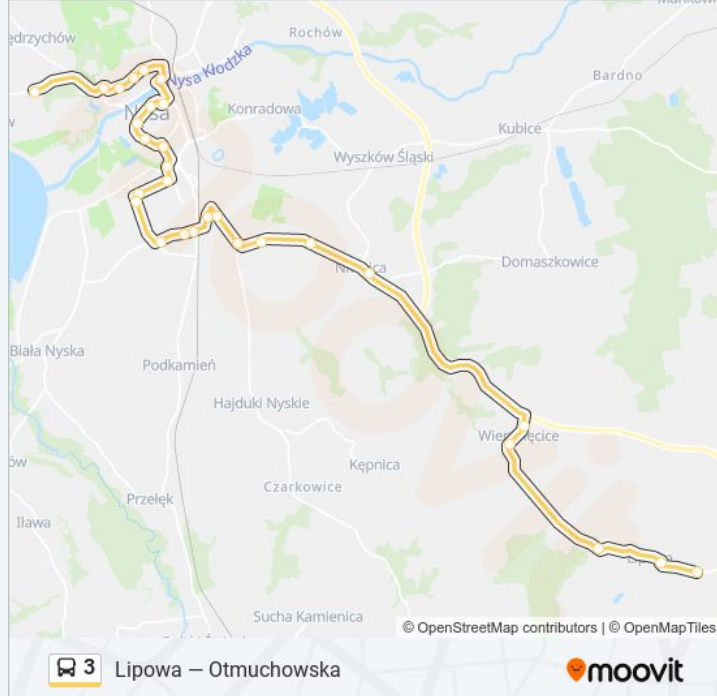 ędrzychów
Rochów
Nysa Kłodzka
Bardno
Nysa
Konradowa
Kubice
Wyszków Śląski
Domaszkowice
Biała Nyska
Podkamień
Hajduki Nyskie
Kępnica
Czarkowice
Przełęk
Iława
Sucha Kamienica
© OpenStreetMap contributors | © OpenMapTiles
3 Lipowa — Otmuchowska
moovit